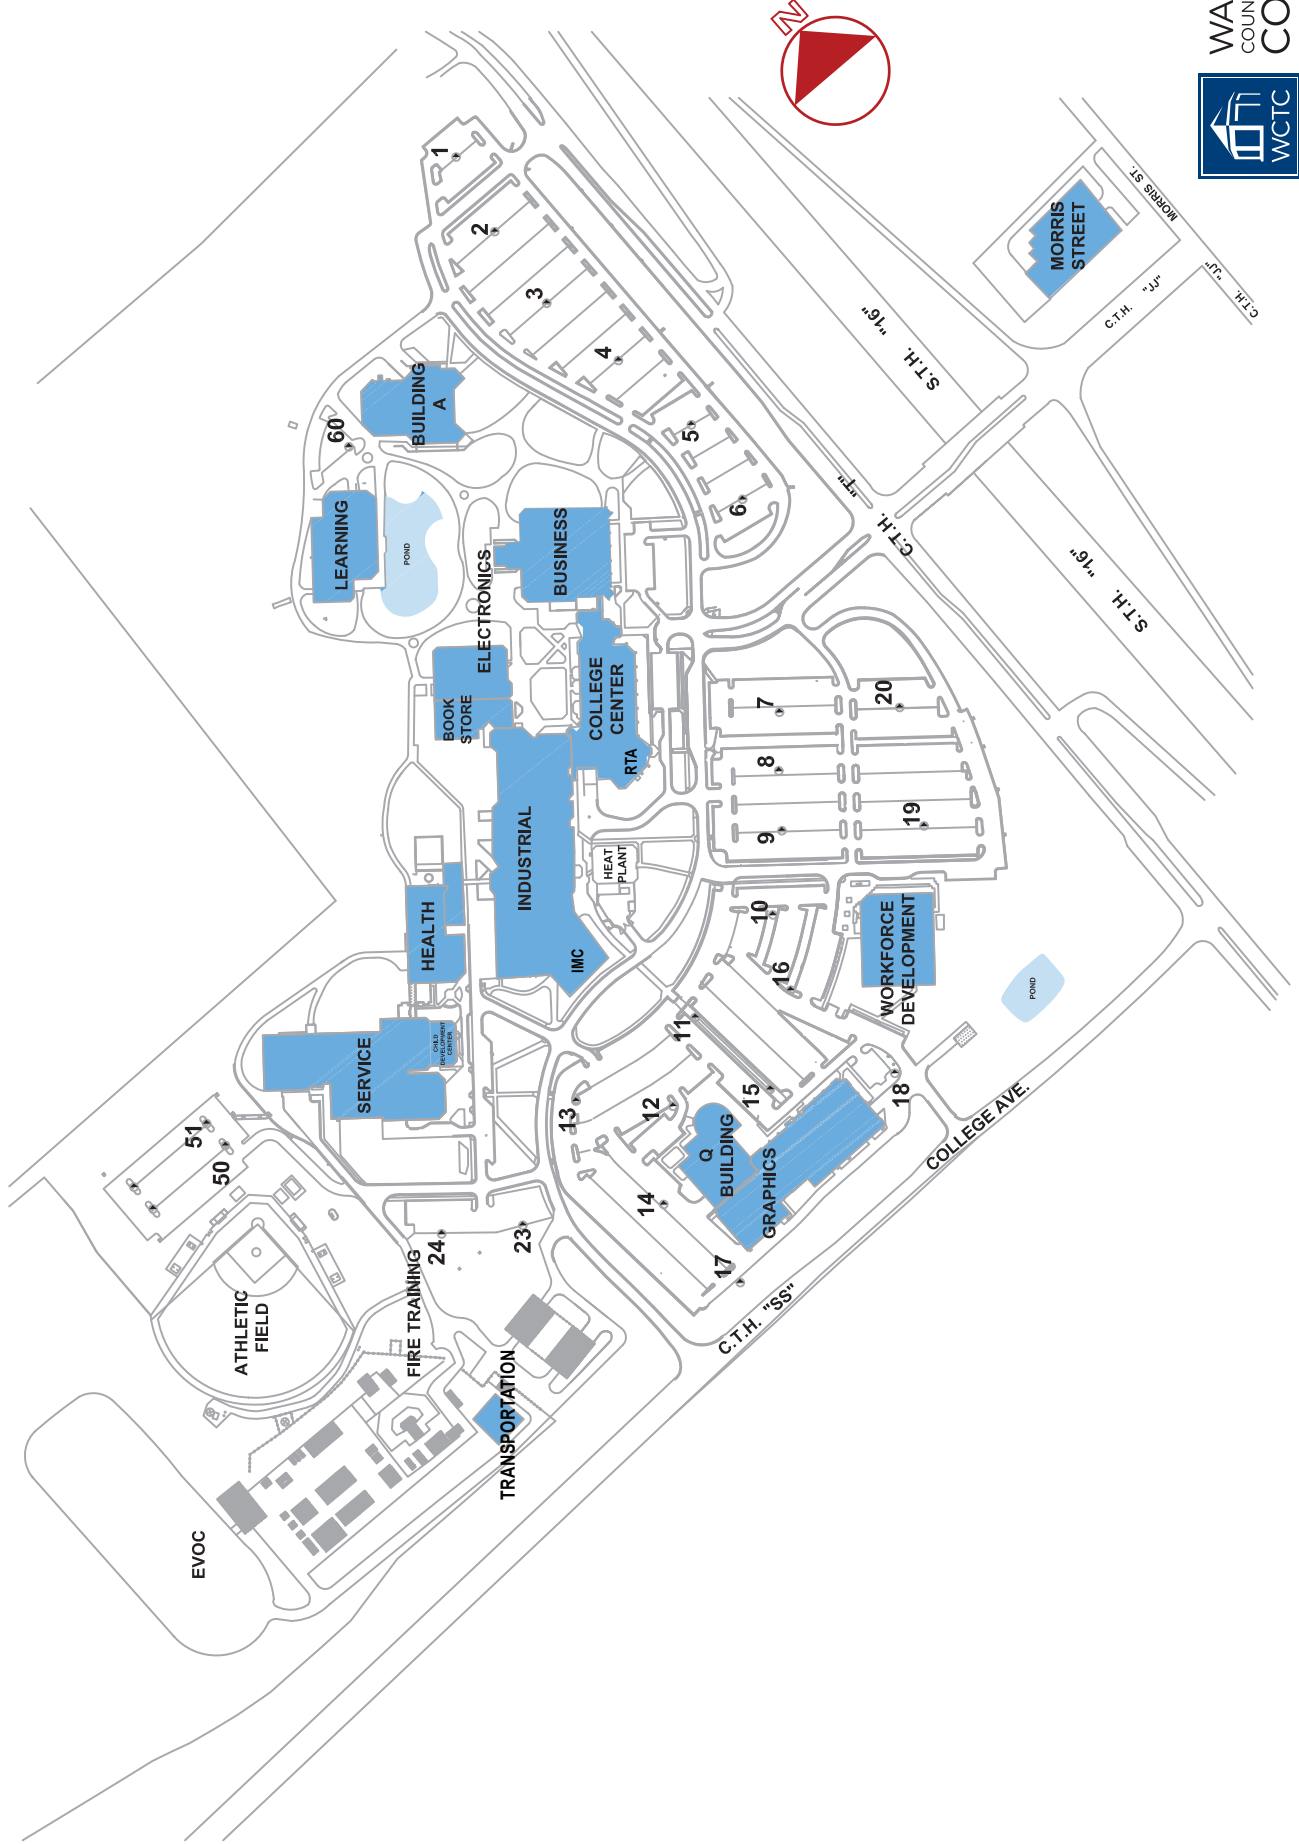 N
WA
COUN
CO
WCTC
1
2
3
4
5
6
60
BUILDING
A
LEARNING
POND
ELECTRONICS
BUSINESS
BOOK
STORE
COLLEGE
CENTER
RTA
INDUSTRIAL
IMC
HEAT
PLANT
HEALTH
SERVICE
CHILD
DEVELOPMENT
CENTER
MORRIS
STREET
MORRIS ST.
C.T.H. "JJ"
C.T.H. "JJ"
S.T.H. "16"
S.T.H. "16"
C.T.H. "T"
7
8
9
20
19
10
16
11
15
12
13
14
17
18
WORKFORCE
DEVELOPMENT
POND
Q
BUILDING
GRAPHICS
COLLEGE AVE.
C.T.H. "SS"
51
50
24
23
ATHLETIC
FIELD
FIRE TRAINING
TRANSPORTATION
EVOC